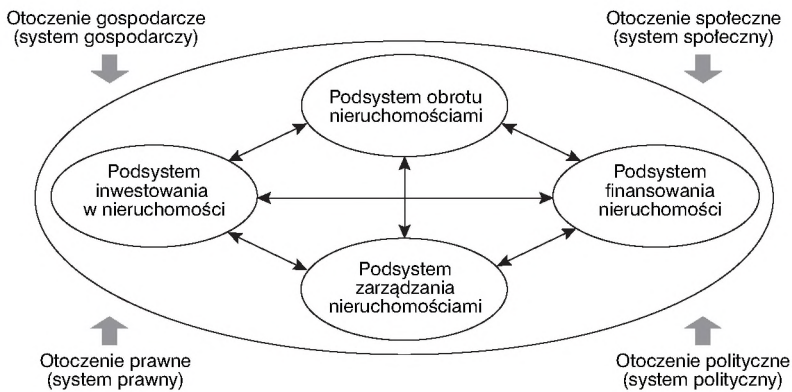 Otoczenie gospodarcze
(system gospodarczy)
Otoczenie społeczne
(system społeczny)
Podsystem obrotu
nieruchomościami
Podsystem
inwestowania
w nieruchomości
Podsystem
finansowania
nieruchomości
Podsystem
zarządzania
nieruchomościami
Otoczenie prawne
(system prawny)
Otoczenie polityczne
(system polityczny)